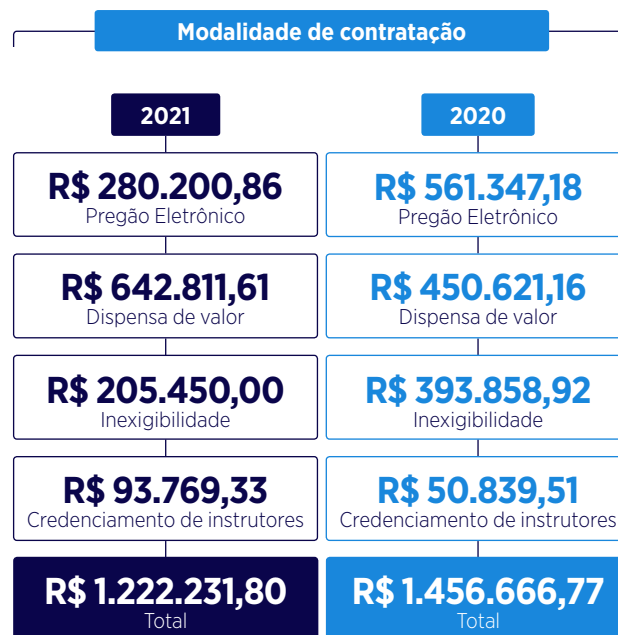 Modalidade de contratação
2021
R$ 280.200,86
Pregão Eletrônico
R$ 642.811,61
Dispensa de valor
R$ 205.450,00
Inexigibilidade
R$ 93.769,33
Credenciamento de instrutores
R$ 1.222.231,80
Total
2020
R$ 561.347,18
Pregão Eletrônico
R$ 450.621,16
Dispensa de valor
R$ 393.858,92
Inexigibilidade
R$ 50.839,51
Credenciamento de instrutores
R$ 1.456.666,77
Total